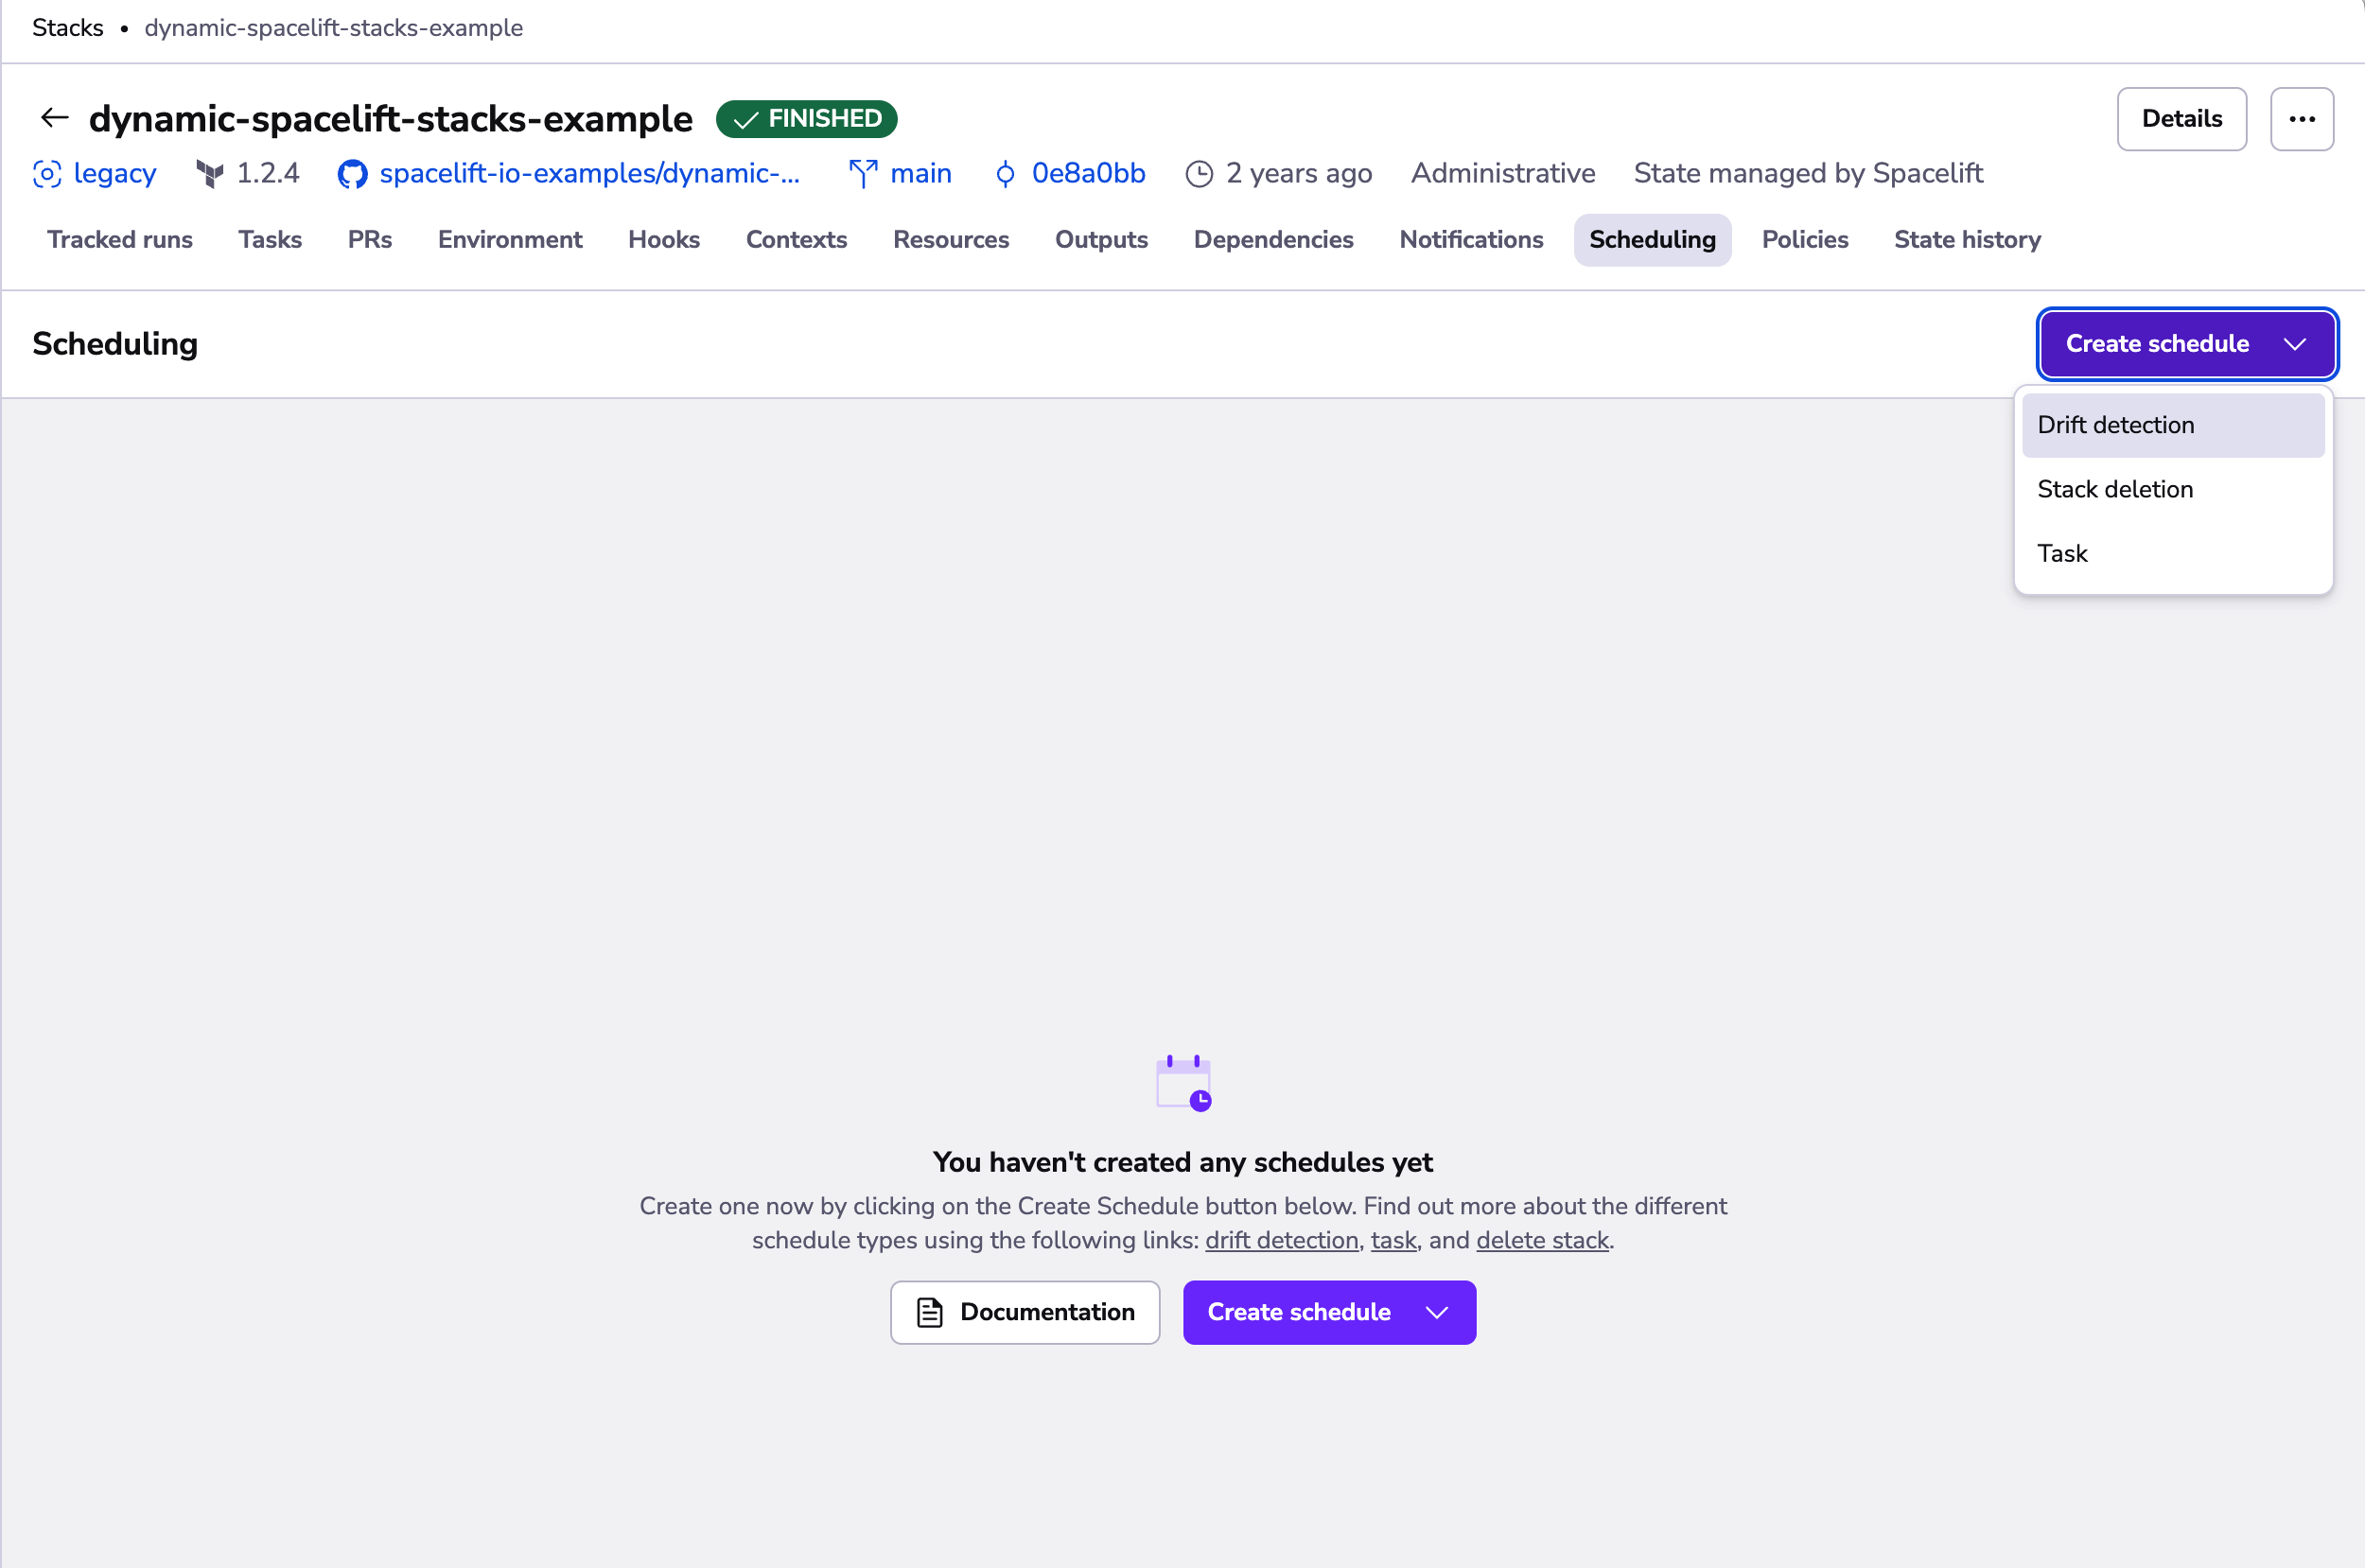 Stacks • dynamic-spacelift-stacks-example
dynamic-spacelift-stacks-example FINISHED Details
legacy 1.2.4 spacelift-io-examples/dynamic-... main 0e8a0bb 2 years ago Administrative State managed by Spacelift
Tracked runs Tasks PRs Environment Hooks Contexts Resources Outputs Dependencies Notifications Scheduling Policies State history
Scheduling Create schedule
Drift detection
Stack deletion
Task
You haven't created any schedules yet
Create one now by clicking on the Create Schedule button below. Find out more about the different
schedule types using the following links: drift detection, task, and delete stack.
Documentation Create schedule